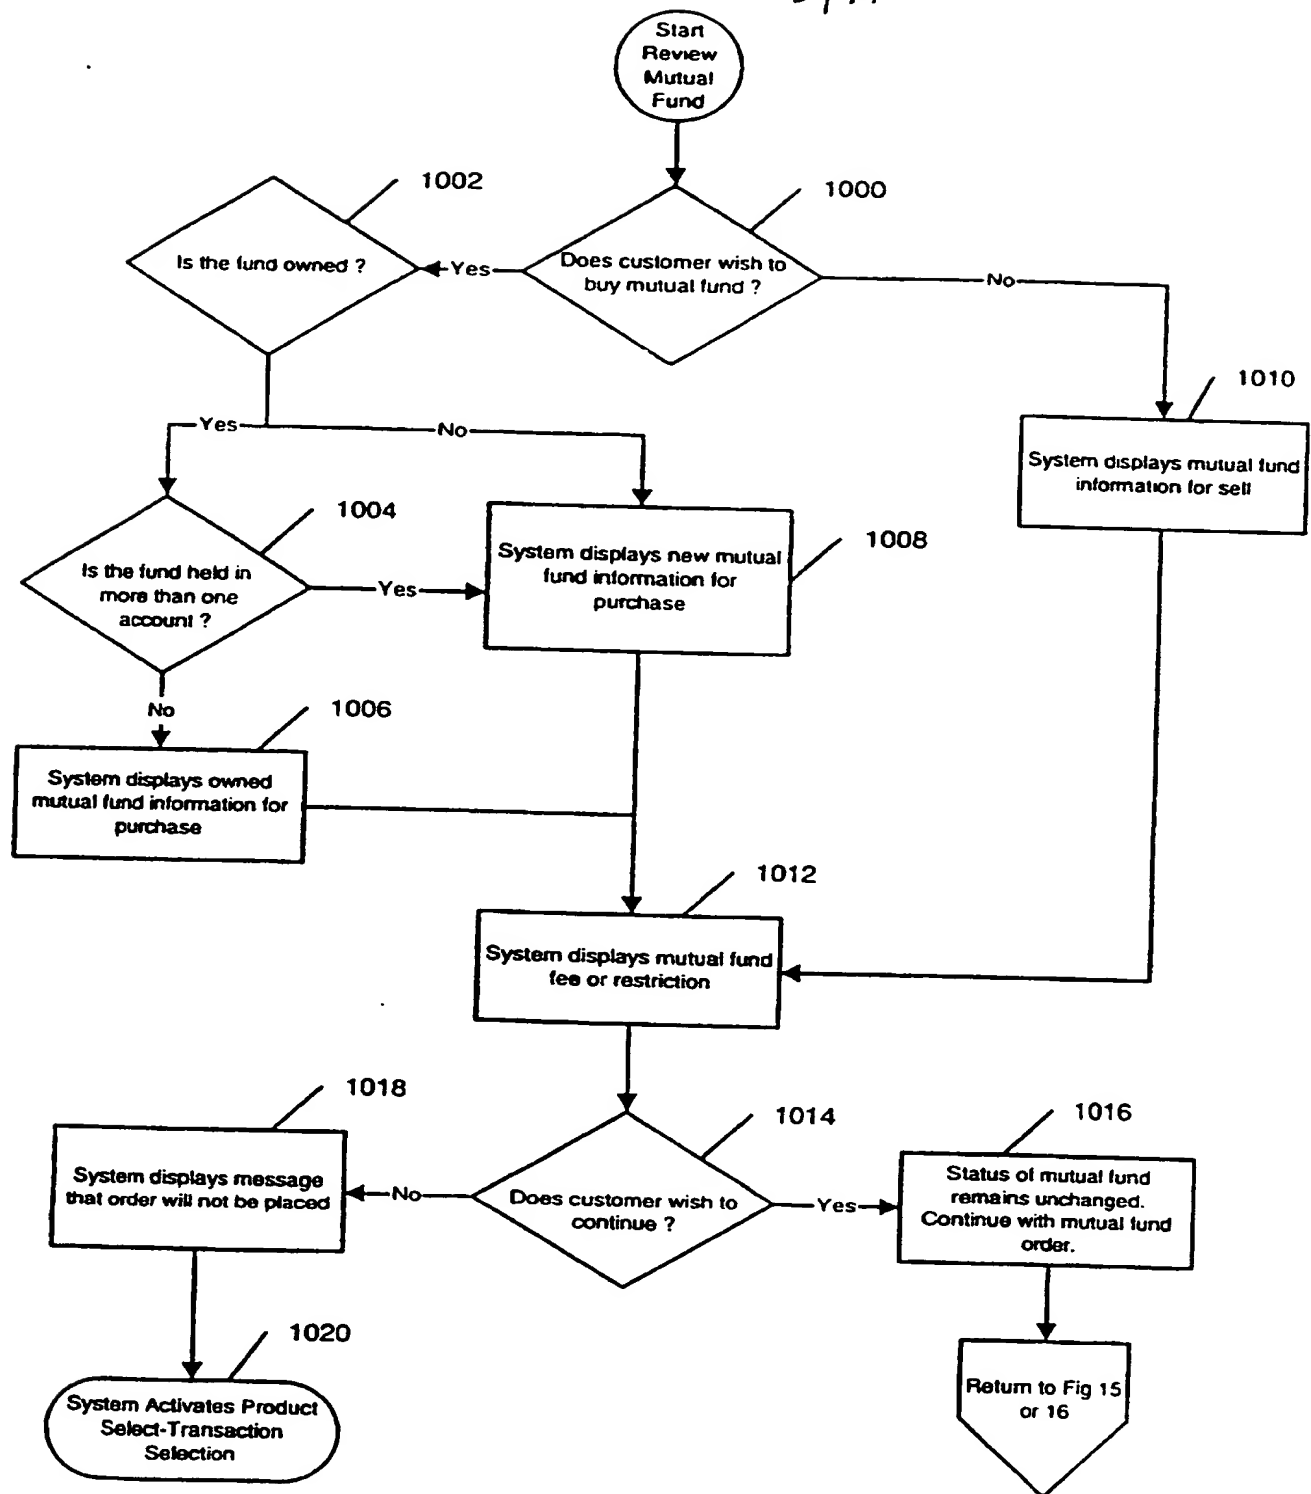 Start
Review
Mutual
Fund
1002
1000
Is the fund owned ?
Yes
Does customer wish to
buy mutual fund ?
No
1010
System displays mutual fund
information for sell
Yes
No
1004
Is the fund held in
more than one
account ?
Yes
1008
System displays new mutual
fund information for
purchase
No
1006
System displays owned
mutual fund information for
purchase
1012
System displays mutual fund
fee or restriction
1018
1014
1016
System displays message
that order will not be placed
No
Does customer wish to
continue ?
Yes
Status of mutual fund
remains unchanged.
Continue with mutual fund
order.
1020
System Activates Product
Select-Transaction
Selection
Return to Fig 15
or 16